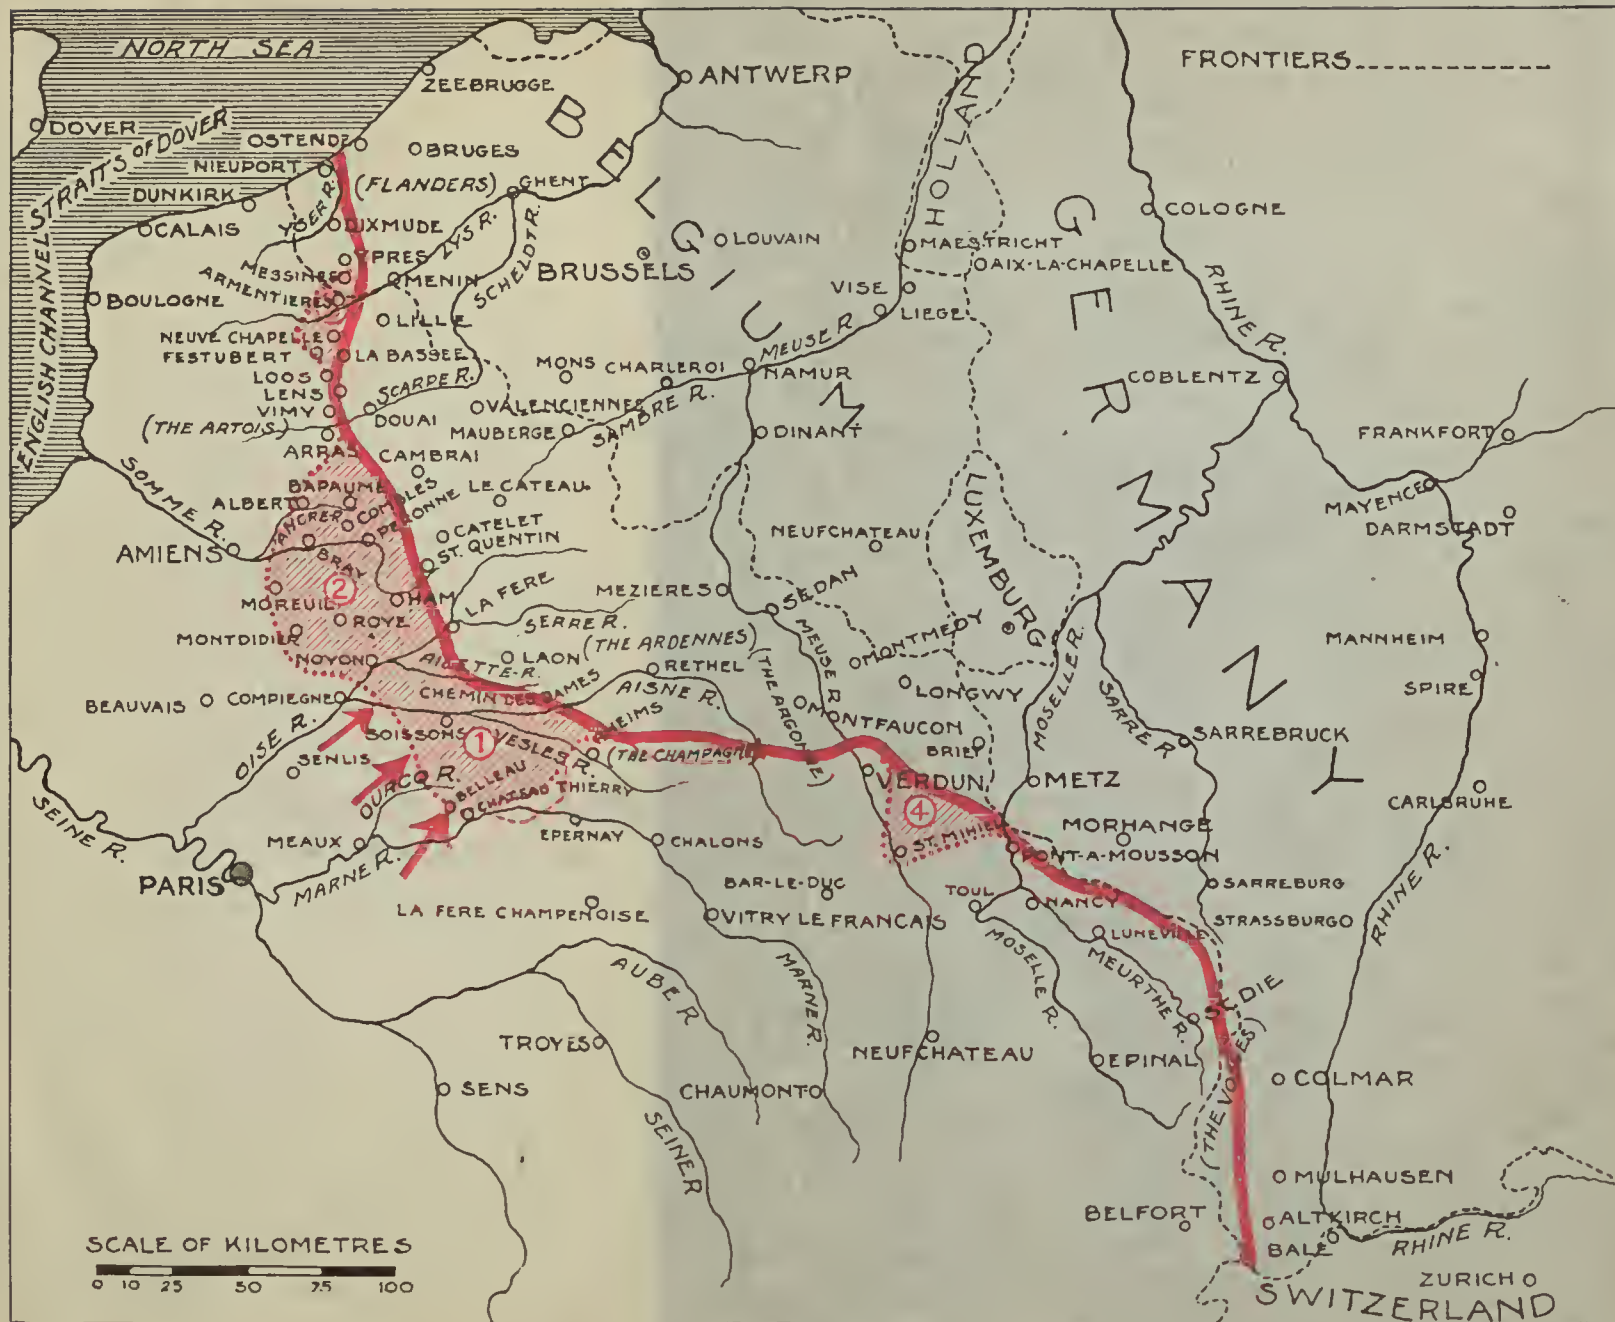 NORTH SEA
FRONTIERS
ZEEBRUGGE
ANTWERP
DOVER
STRAITS of DOVER
OSTENDE
BRUGES
NIEUPORT
(FLANDERS)
GHENT
HOLLAND
BELGIUM
GERMANY
DUNKIRK
YSER R.
CALAIS
DIXMUDE
LYS R.
SCHELDT R.
LOUVAIN
COLOGNE
MAESTRICHT
AIX-LA-CHAPELLE
YPRES
MESSINES
MENIN
BRUSSELS
ARMENTIERES
BOULOGNE
VISE
LIEGE
RHINE R.
ENGLISH CHANNEL
LILLE
NEUVE CHAPELLE
FESTUBERT
LA BASSEE
MONS
CHARLEROI
MEUSE R
NAMUR
COBLENTZ
LOOS
LENS
SCARPE R.
VIMY
DOUAI
VALENCIENNES
SAMBRE R.
(THE ARTOIS)
MAUBERGE
DINANT
FRANKFORT
ARRAS
CAMBRAI
SOMME R.
BAPAUME
ALBERT
COMBLES
LE CATEAU
PERONNE
ANCRE R
MAYENCE
DARMSTADT
CATELET
ST. QUENTIN
AMIENS
BRAY
NEUFCHATEAU
LUXEMBURG
2
MOREUIL
HAM
LA FERE
MEZIERES
SEDAN
ROYE
SERRE R.
(THE ARDENNES)
MONTDIDIER
MEUSE R
MONTMEDY
MOSELLE R.
MANNHEIM
NOYON
AILETTE R.
LAON
RETHEL
(THE ARGONNE)
LONGWY
SARRE R
SPIRE
BEAUVAIS
COMPIEGNE
CHEMIN DES DAMES
AISNE R.
MONTFAUCON
BRIEY
SARREBRUCK
SOISSONS
1
VESLE R.
RHEIMS
(THE CHAMPAGNE)
OISE R.
SENLIS
VERDUN
METZ
CARLSRUHE
OURCQ R.
BELLEAU
CHATEAU THIERRY
4
SEINE R.
MEAUX
EPERNAY
CHALONS
ST. MIHIEL
MORHANGE
PONT-A-MOUSSON
PARIS
MARNE R.
BAR-LE-DUC
TOUL
NANCY
SARREBURG
LA FERE CHAMPENOISE
VITRY LE FRANCAIS
STRASSBURG
RHINE R.
LUNEVILLE
MOSELLE R.
MEURTHE R.
AUBE R
MARNE R.
ST. DIE
TROYES
NEUFCHATEAU
EPINAL
(THE VOSGES)
SENS
CHAUMONT
COLMAR
SEINE R
MULHAUSEN
BELFORT
ALTKIRCH
SCALE OF KILOMETRES
BALE
RHINE R.
0 10 25 50 75 100
ZURICH
SWITZERLAND